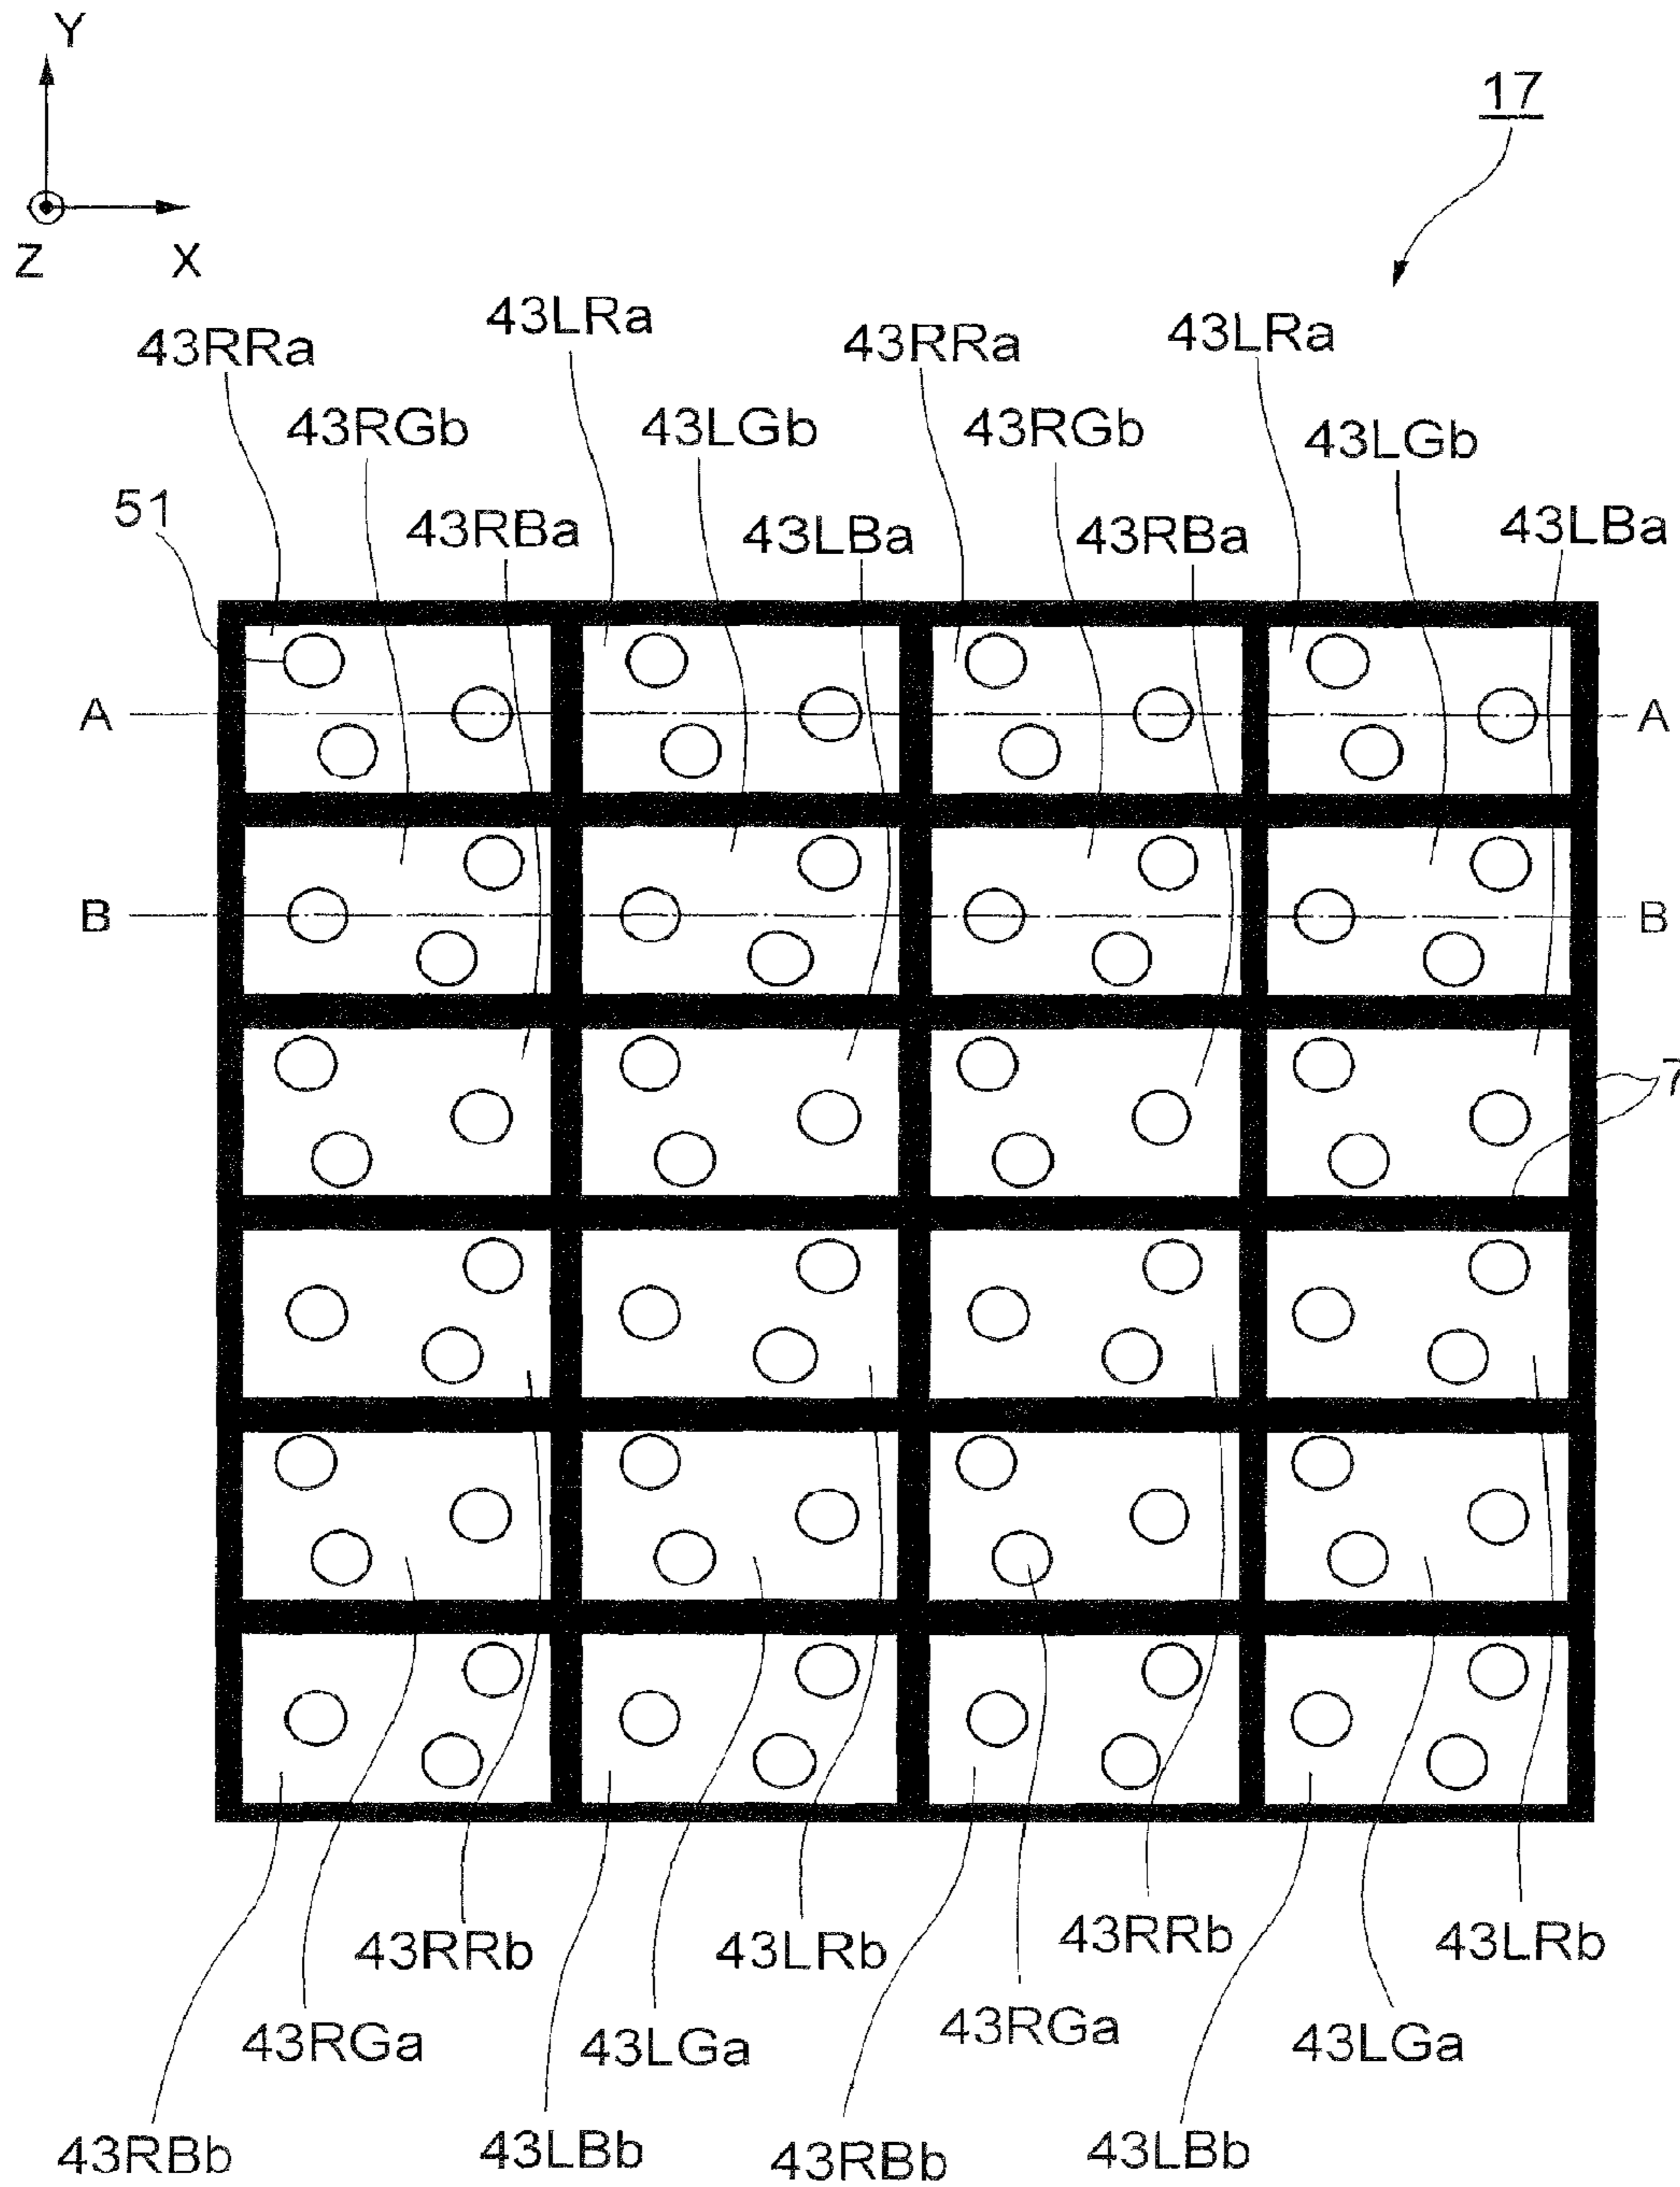 Y
17
Z X
43RRa 43LRa 43RRa 43LRa
43RGb 43LGb 43RGb 43LGb
51 43RBa 43LBa 43RBa 43LBa
A A
B B
7
43RRb 43LRb 43RRb 43LRb
43RGa 43LGa 43RGa 43LGa
43RBb 43LBb 43RBb 43LBb